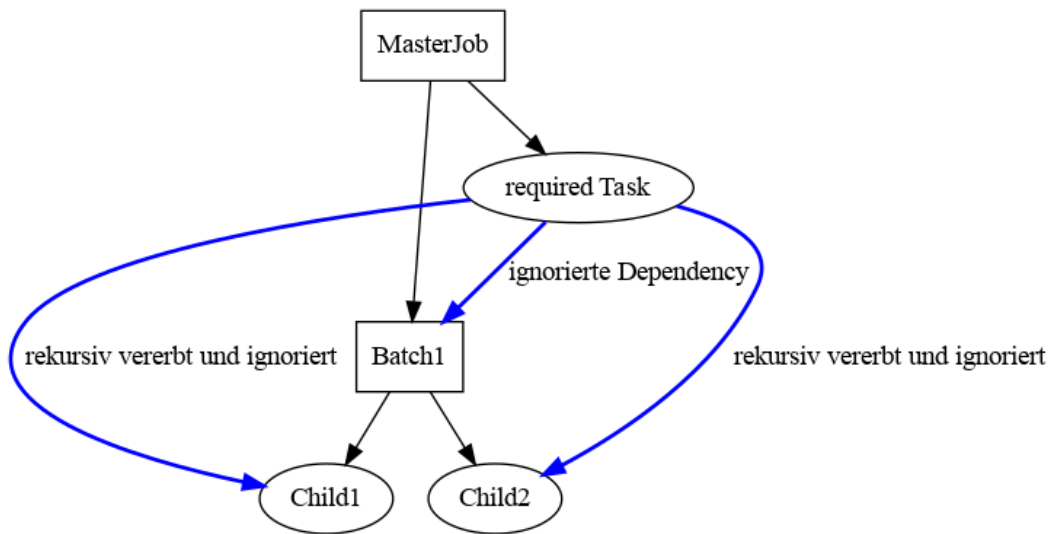 MasterJob
required Task
ignorierte Dependency
rekursiv vererbt und ignoriert
Batch1
rekursiv vererbt und ignoriert
Child1
Child2